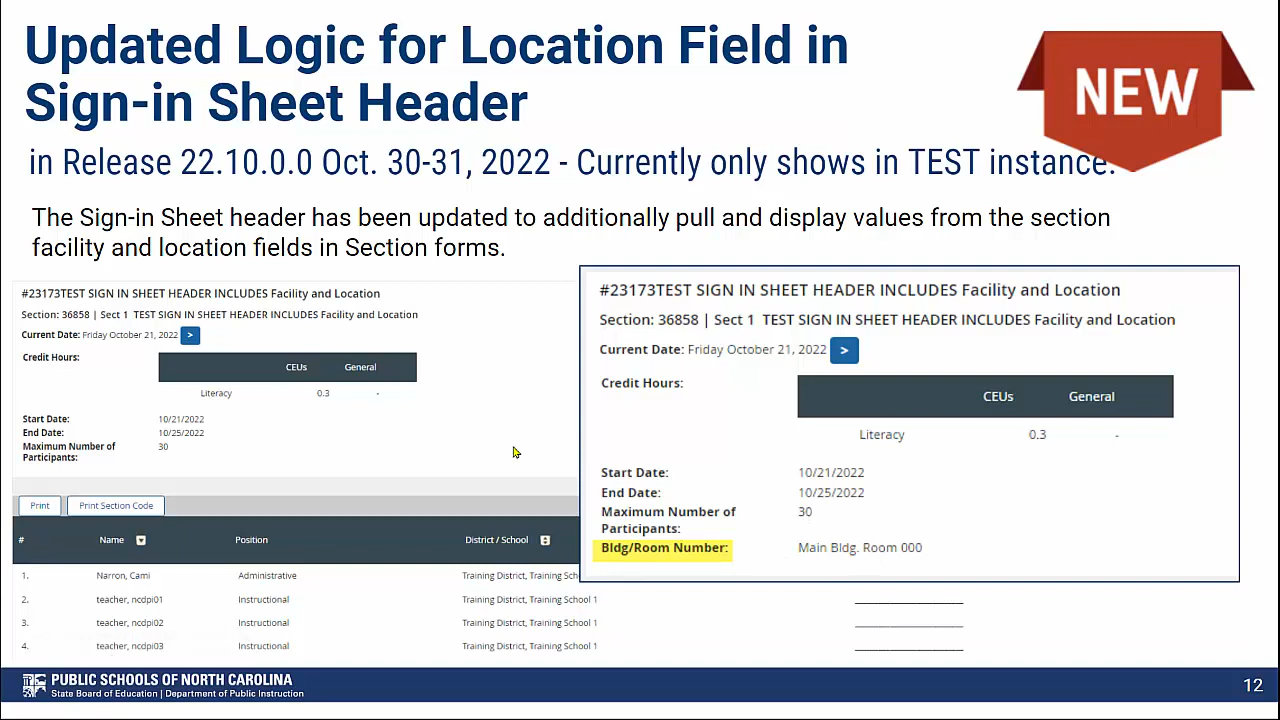 Updated Logic for Location Field in
Sign-in Sheet Header
NEW
in Release 22.10.0.0 Oct. 30-31, 2022 - Currently only shows in TEST instance.
The Sign-in Sheet header has been updated to additionally pull and display values from the section
facility and location fields in Section forms.
#23173TEST SIGN IN SHEET HEADER INCLUDES Facility and Location
Section: 36858 | Sect 1 TEST SIGN IN SHEET HEADER INCLUDES Facility and Location
Current Date: Friday October 21, 2022 >
Credit Hours:
CEUs General
Literacy 0.3 -
Start Date: 10/21/2022
End Date: 10/25/2022
Maximum Number of 30
Participants:
Print Print Section Code
# Name Position District / School
1. Narron, Cami Administrative Training District, Training Sch
2. teacher, ncdpi01 Instructional Training District, Training School 1
3. teacher, ncdpi02 Instructional Training District, Training School 1
4. teacher, ncdpi03 Instructional Training District, Training School 1
#23173TEST SIGN IN SHEET HEADER INCLUDES Facility and Location
Section: 36858 | Sect 1 TEST SIGN IN SHEET HEADER INCLUDES Facility and Location
Current Date: Friday October 21, 2022 >
Credit Hours:
CEUs General
Literacy 0.3 -
Start Date: 10/21/2022
End Date: 10/25/2022
Maximum Number of 30
Participants:
Bldg/Room Number: Main Bldg. Room 000
PUBLIC SCHOOLS OF NORTH CAROLINA
State Board of Education | Department of Public Instruction
12